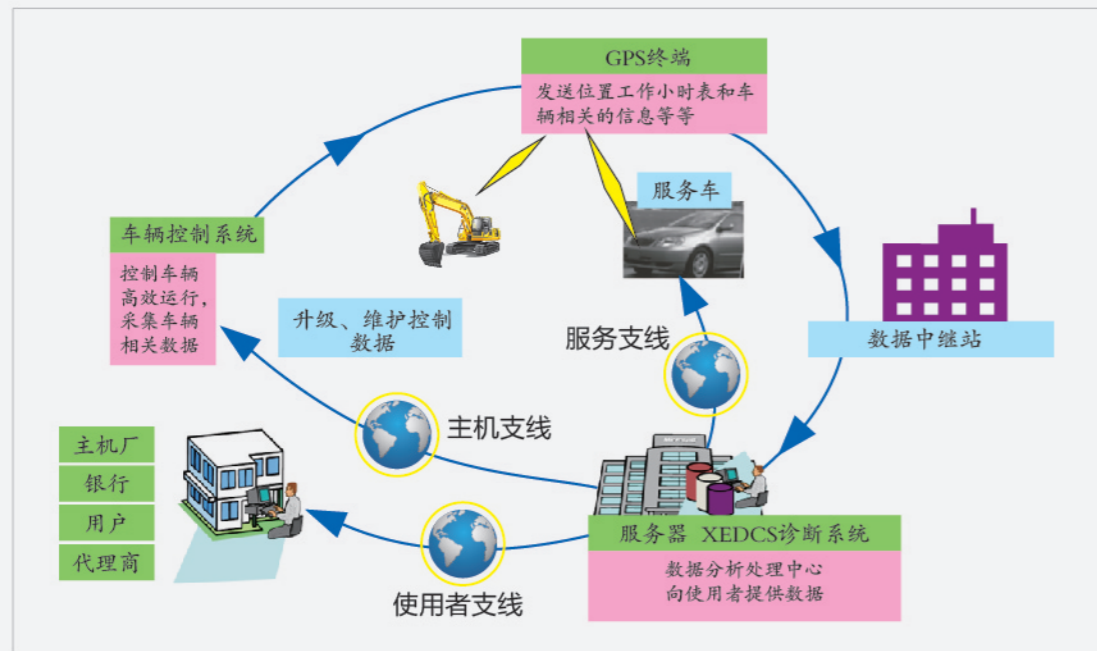 GPS终端
发送位置工作小时表和车
辆相关的信息等等
服务车
车辆控制系统
控制车辆
高效运行,
采集车辆
相关数据
升级、维护控制
数据
服务支线
数据中继站
主机支线
主机厂
银行
用户
代理商
服务器 XEDCS诊断系统
数据分析处理中心
向使用者提供数据
使用者支线